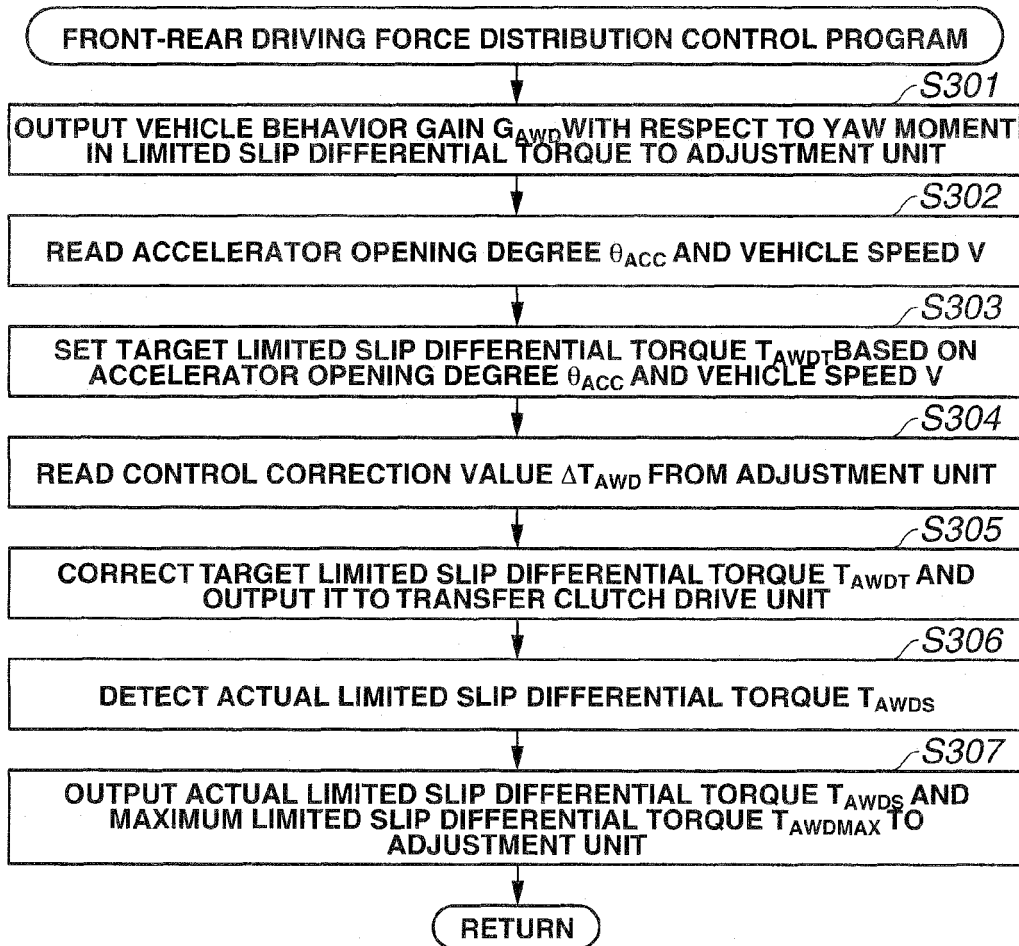 FRONT-REAR DRIVING FORCE DISTRIBUTION CONTROL PROGRAM
S301
OUTPUT VEHICLE BEHAVIOR GAIN GAWD WITH RESPECT TO YAW MOMENT
IN LIMITED SLIP DIFFERENTIAL TORQUE TO ADJUSTMENT UNIT
S302
READ ACCELERATOR OPENING DEGREE θACC AND VEHICLE SPEED V
S303
SET TARGET LIMITED SLIP DIFFERENTIAL TORQUE TAWDT BASED ON
ACCELERATOR OPENING DEGREE θACC AND VEHICLE SPEED V
S304
READ CONTROL CORRECTION VALUE ΔTAWD FROM ADJUSTMENT UNIT
S305
CORRECT TARGET LIMITED SLIP DIFFERENTIAL TORQUE TAWDT AND
OUTPUT IT TO TRANSFER CLUTCH DRIVE UNIT
S306
DETECT ACTUAL LIMITED SLIP DIFFERENTIAL TORQUE TAWDS
S307
OUTPUT ACTUAL LIMITED SLIP DIFFERENTIAL TORQUE TAWDS AND
MAXIMUM LIMITED SLIP DIFFERENTIAL TORQUE TAWDMAX TO
ADJUSTMENT UNIT
RETURN